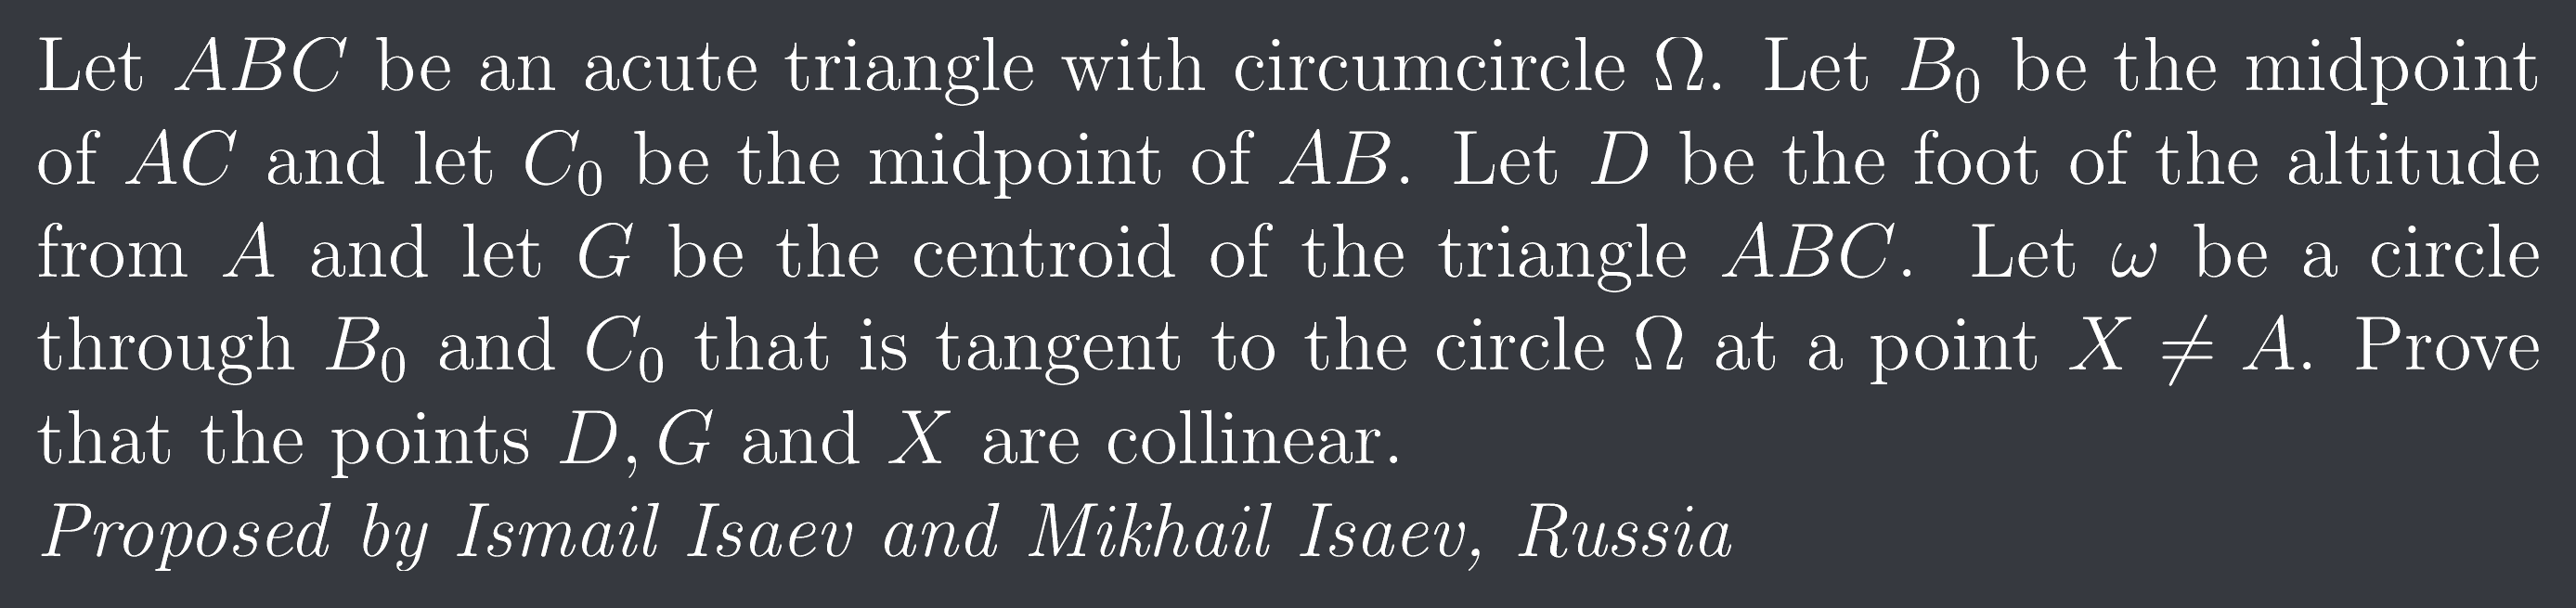 Let ABC be an acute triangle with circumcircle Ω. Let B₀ be the midpoint
of AC and let C₀ be the midpoint of AB. Let D be the foot of the altitude
from A and let G be the centroid of the triangle ABC. Let ω be a circle
through B₀ and C₀ that is tangent to the circle Ω at a point X ≠ A. Prove
that the points D, G and X are collinear.
Proposed by Ismail Isaev and Mikhail Isaev, Russia